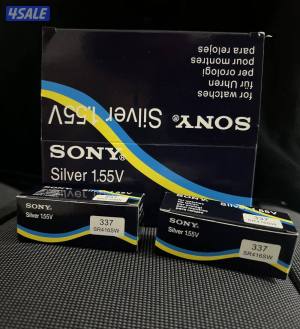 4SALE
for watches
für Uhren
per orologi
pour montres
para relojes
SONY®
Silver 1.55V
SONY®
Silver 1.55V
SONY
Silver 1.55V
337
SR416SW
SONY
Silver 1.55V
337
SR416SW